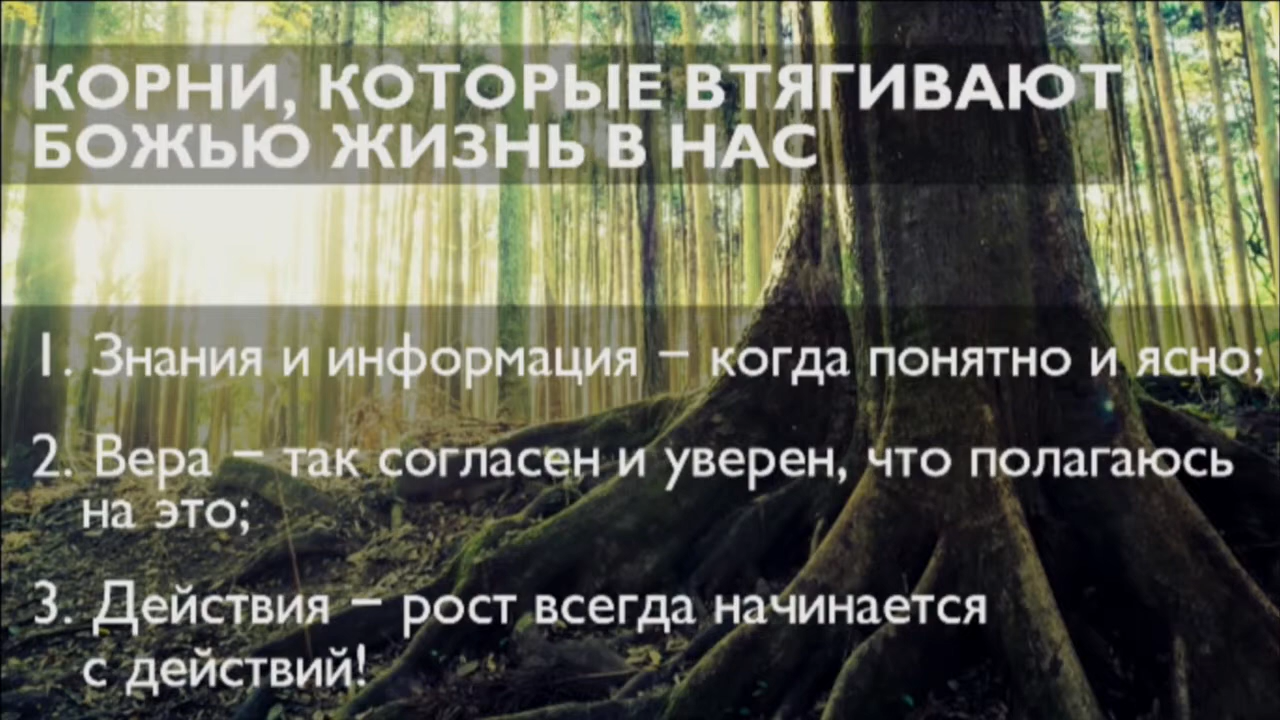 КОРНИ, КОТОРЫЕ ВТЯГИВАЮТ
БОЖЬЮ ЖИЗНЬ В НАС
1. Знания и информация – когда понятно и ясно;
2. Вера – так согласен и уверен, что полагаюсь
на это;
3. Действия – рост всегда начинается
с действий!